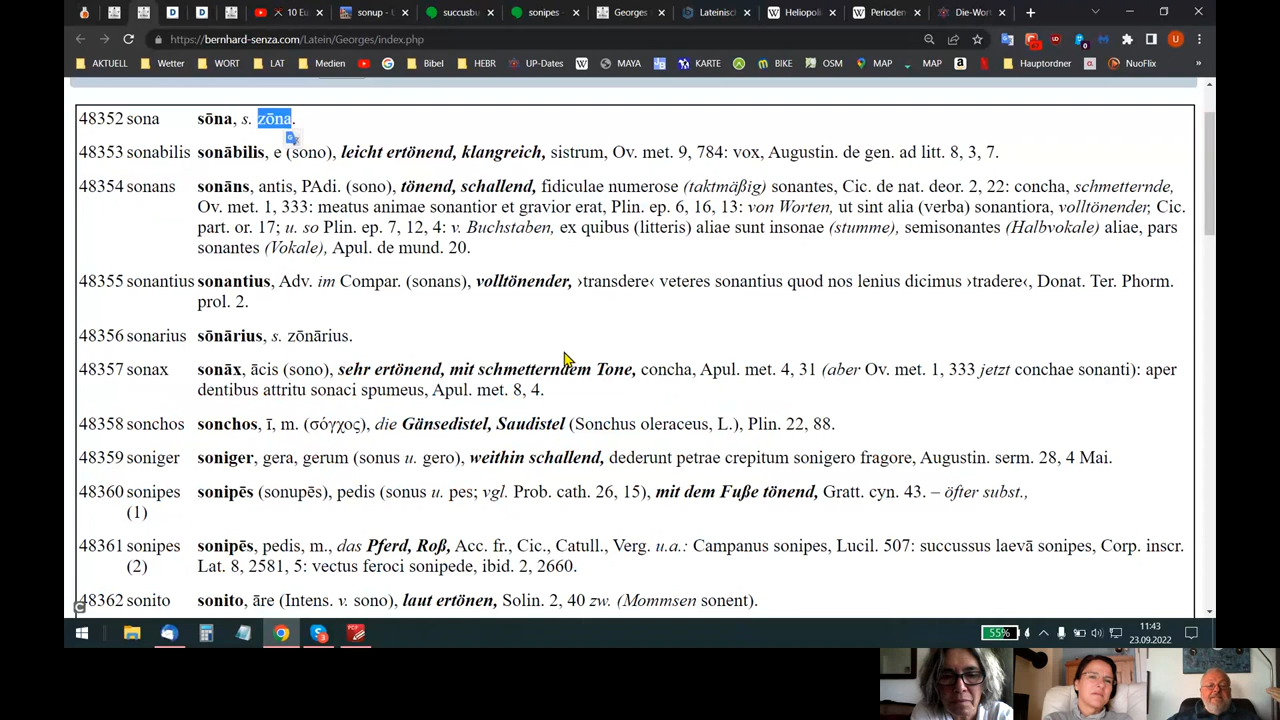 10 Eu
sonup -
succusbu
sonipes -
Georges
Lateinisch
Heliopoli
Perioden
Die-Wort
https://bernhard-senza.com/Latein/Georges/index.php
AKTUELL Wetter WORT LAT Medien Bibel HEBR UP-Dates MAYA KARTE BIKE OSM MAP MAP Hauptordner NuoFlix
48352 sona sōna, s. zōna.
48353 sonabilis sonābilis, e (sono), leicht ertönend, klangreich, sistrum, Ov. met. 9, 784: vox, Augustin. de gen. ad litt. 8, 3, 7.
48354 sonans sonāns, antis, PAdi. (sono), tönend, schallend, fidiculae numerose (taktmäßig) sonantes, Cic. de nat. deor. 2, 22: concha, schmetternde,
Ov. met. 1, 333: meatus animae sonantior et gravior erat, Plin. ep. 6, 16, 13: von Worten, ut sint alia (verba) sonantiora, volltönender, Cic.
part. or. 17; u. so Plin. ep. 7, 12, 4: v. Buchstaben, ex quibus (litteris) aliae sunt insonae (stumme), semisonantes (Halbvokale) aliae, pars
sonantes (Vokale), Apul. de mund. 20.
48355 sonantius sonantius, Adv. im Compar. (sonans), volltönender, ›transdere‹ veteres sonantius quod nos lenius dicimus ›tradere‹, Donat. Ter. Phorm.
prol. 2.
48356 sonarius sōnārius, s. zōnārius.
48357 sonax sonāx, ācis (sono), sehr ertönend, mit schmetterndem Tone, concha, Apul. met. 4, 31 (aber Ov. met. 1, 333 jetzt conchae sonanti): aper
dentibus attritu sonaci spumeus, Apul. met. 8, 4.
48358 sonchos sonchos, ī, m. (σόγχος), die Gänsedistel, Saudistel (Sonchus oleraceus, L.), Plin. 22, 88.
48359 soniger soniger, gera, gerum (sonus u. gero), weithin schallend, dederunt petrae crepitum sonigero fragore, Augustin. serm. 28, 4 Mai.
48360 sonipes sonipēs (sonupēs), pedis (sonus u. pes; vgl. Prob. cath. 26, 15), mit dem Fuße tönend, Gratt. cyn. 43. – öfter subst.,
(1)
48361 sonipes sonipēs, pedis, m., das Pferd, Roß, Acc. fr., Cic., Catull., Verg. u.a.: Campanus sonipes, Lucil. 507: succussus laevā sonipes, Corp. inscr.
(2) Lat. 8, 2581, 5: vectus feroci sonipede, ibid. 2, 2660.
48362 sonito sonito, āre (Intens. v. sono), laut ertönen, Solin. 2, 40 zw. (Mommsen sonent).
55%
11:43
23.09.2022